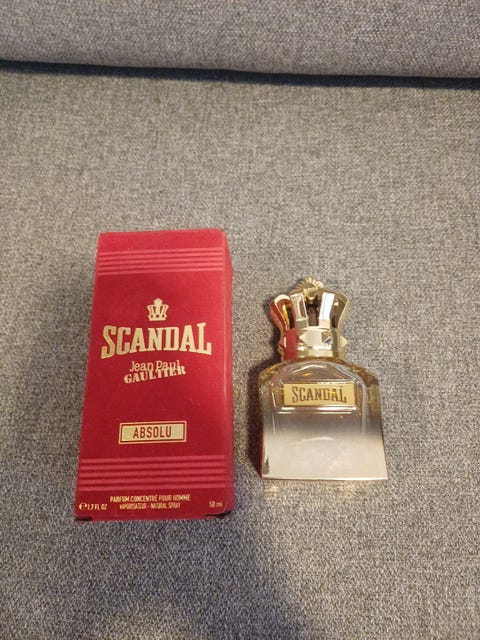 SCANDAL
Jean Paul
GAULTIER
ABSOLU
PARFUM CONCENTRÉ POUR HOMME
℮1.7 FL OZ VAPORISATEUR - NATURAL SPRAY 50 ml
SCANDAL